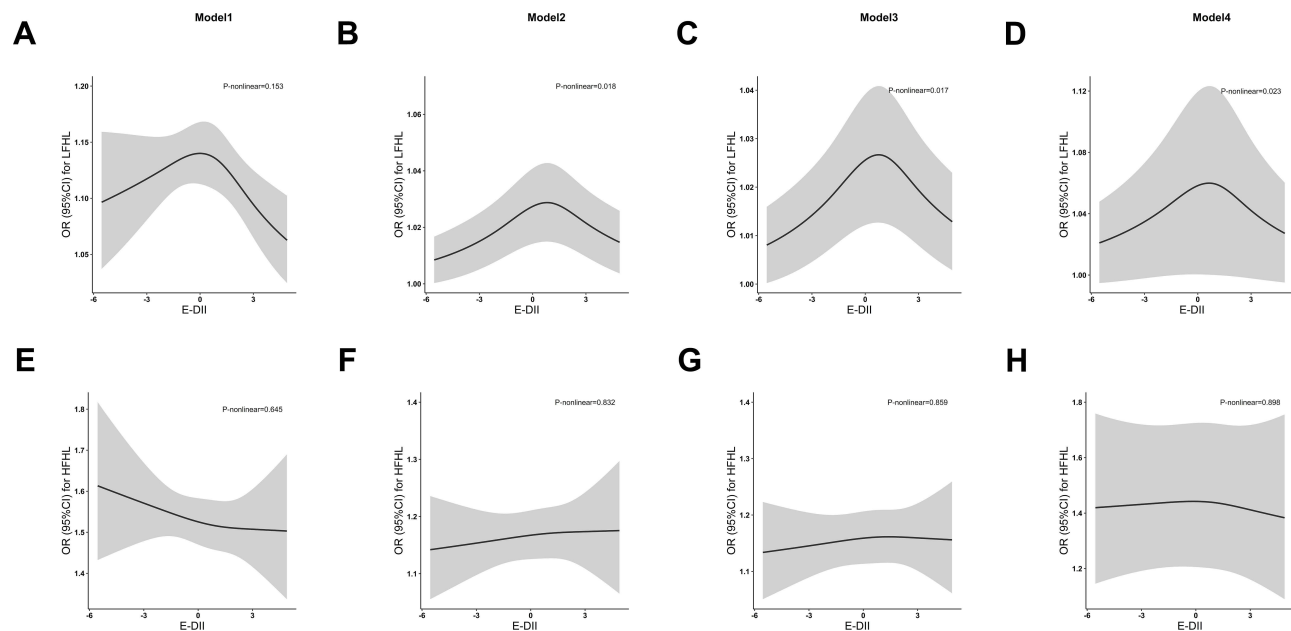 Model1
Model2
Model3
Model4
A
B
C
D
P-nonlinear=0.153
P-nonlinear=0.018
P-nonlinear=0.017
P-nonlinear=0.023
OR (95%CI) for LFHL
1.20
1.15
1.10
1.05
-6
-3
0
3
E-DII
OR (95%CI) for LFHL
1.06
1.04
1.02
1.00
-6
-3
0
3
E-DII
OR (95%CI) for LFHL
1.04
1.03
1.02
1.01
1.00
-6
-3
0
3
E-DII
OR (95%CI) for LFHL
1.12
1.08
1.04
1.00
-6
-3
0
3
E-DII
E
F
G
H
P-nonlinear=0.645
P-nonlinear=0.832
P-nonlinear=0.859
P-nonlinear=0.898
OR (95%CI) for HFHL
1.8
1.7
1.6
1.5
1.4
-6
-3
0
3
E-DII
OR (95%CI) for HFHL
1.4
1.3
1.2
1.1
-6
-3
0
3
E-DII
OR (95%CI) for HFHL
1.4
1.3
1.2
1.1
-6
-3
0
3
E-DII
OR (95%CI) for HFHL
1.8
1.6
1.4
1.2
-6
-3
0
3
E-DII